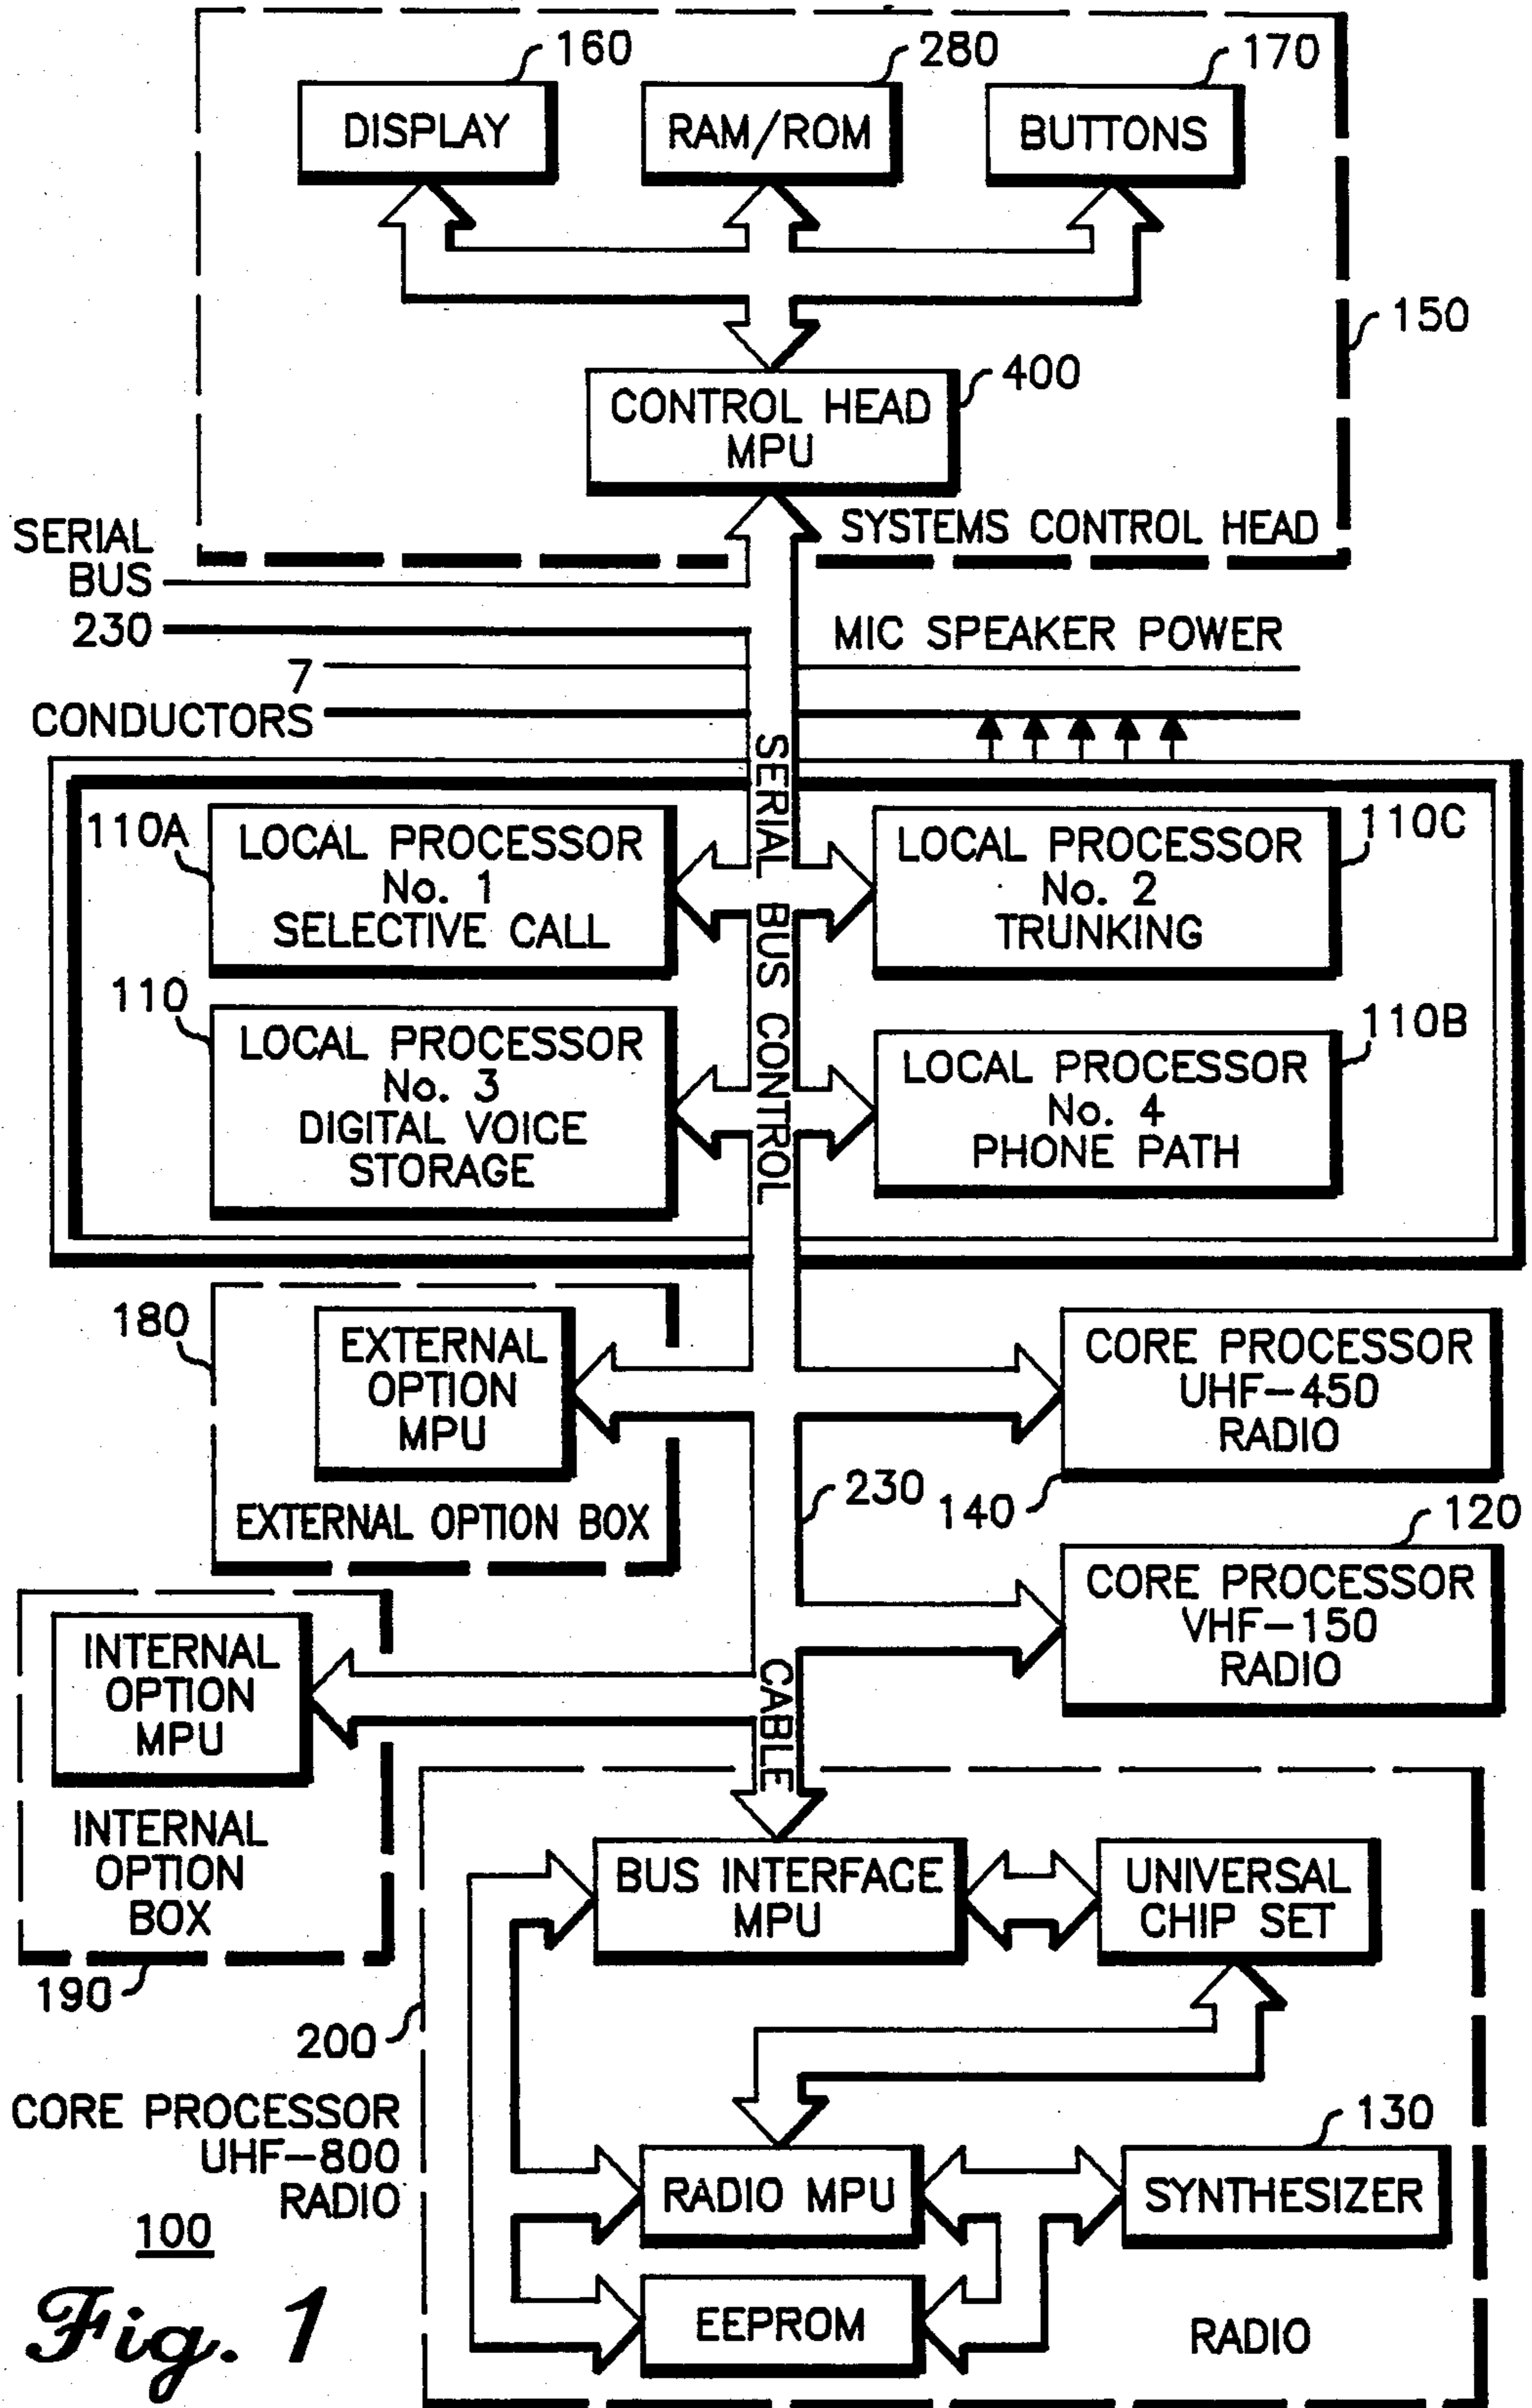 160
280
170
DISPLAY
RAM/ROM
BUTTONS
150
400
CONTROL HEAD
MPU
SYSTEMS CONTROL HEAD
SERIAL
BUS
230
MIC SPEAKER POWER
7
CONDUCTORS
SERIAL BUS CONTROL
110A
LOCAL PROCESSOR
No. 1
SELECTIVE CALL
110C
LOCAL PROCESSOR
No. 2
TRUNKING
110
LOCAL PROCESSOR
No. 3
DIGITAL VOICE
STORAGE
110B
LOCAL PROCESSOR
No. 4
PHONE PATH
180
EXTERNAL
OPTION
MPU
EXTERNAL OPTION BOX
CORE PROCESSOR
UHF-450
RADIO
230
140
120
CORE PROCESSOR
VHF-150
RADIO
INTERNAL
OPTION
MPU
INTERNAL
OPTION
BOX
190
CABLE
BUS INTERFACE
MPU
UNIVERSAL
CHIP SET
200
CORE PROCESSOR
UHF-800
RADIO
130
RADIO MPU
SYNTHESIZER
EEPROM
RADIO
100
Fig. 1